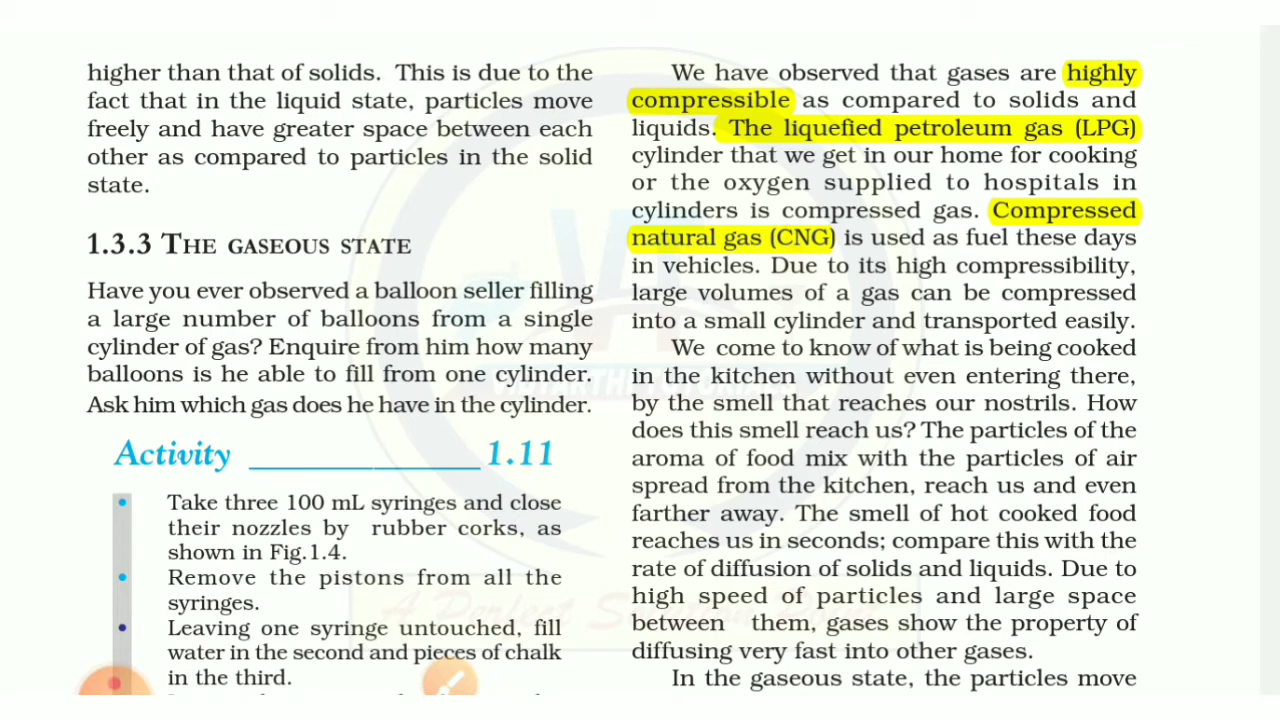 higher than that of solids. This is due to the
fact that in the liquid state, particles move
freely and have greater space between each
other as compared to particles in the solid
state.
1.3.3 THE GASEOUS STATE
Have you ever observed a balloon seller filling
a large number of balloons from a single
cylinder of gas? Enquire from him how many
balloons is he able to fill from one cylinder.
Ask him which gas does he have in the cylinder.
Activity ______________ 1.11
• Take three 100 mL syringes and close
their nozzles by rubber corks, as
shown in Fig.1.4.
• Remove the pistons from all the
syringes.
• Leaving one syringe untouched, fill
water in the second and pieces of chalk
in the third.
We have observed that gases are highly
compressible as compared to solids and
liquids. The liquefied petroleum gas (LPG)
cylinder that we get in our home for cooking
or the oxygen supplied to hospitals in
cylinders is compressed gas. Compressed
natural gas (CNG) is used as fuel these days
in vehicles. Due to its high compressibility,
large volumes of a gas can be compressed
into a small cylinder and transported easily.
We come to know of what is being cooked
in the kitchen without even entering there,
by the smell that reaches our nostrils. How
does this smell reach us? The particles of the
aroma of food mix with the particles of air
spread from the kitchen, reach us and even
farther away. The smell of hot cooked food
reaches us in seconds; compare this with the
rate of diffusion of solids and liquids. Due to
high speed of particles and large space
between them, gases show the property of
diffusing very fast into other gases.
In the gaseous state, the particles move
A Perfect Solution Point